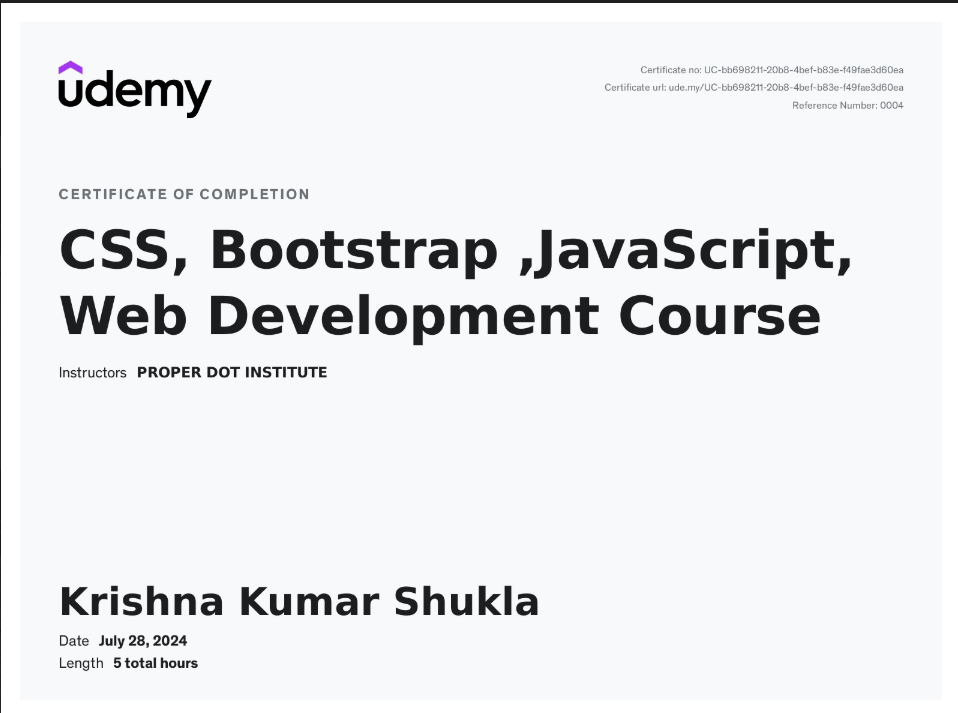 udemy
Certificate no: UC-bb698211-20b8-4bef-b83e-f49fae3d60ea
Certificate url: ude.my/UC-bb698211-20b8-4bef-b83e-f49fae3d60ea
Reference Number: 0004
CERTIFICATE OF COMPLETION
CSS, Bootstrap ,JavaScript,
Web Development Course
Instructors PROPER DOT INSTITUTE
Krishna Kumar Shukla
Date July 28, 2024
Length 5 total hours